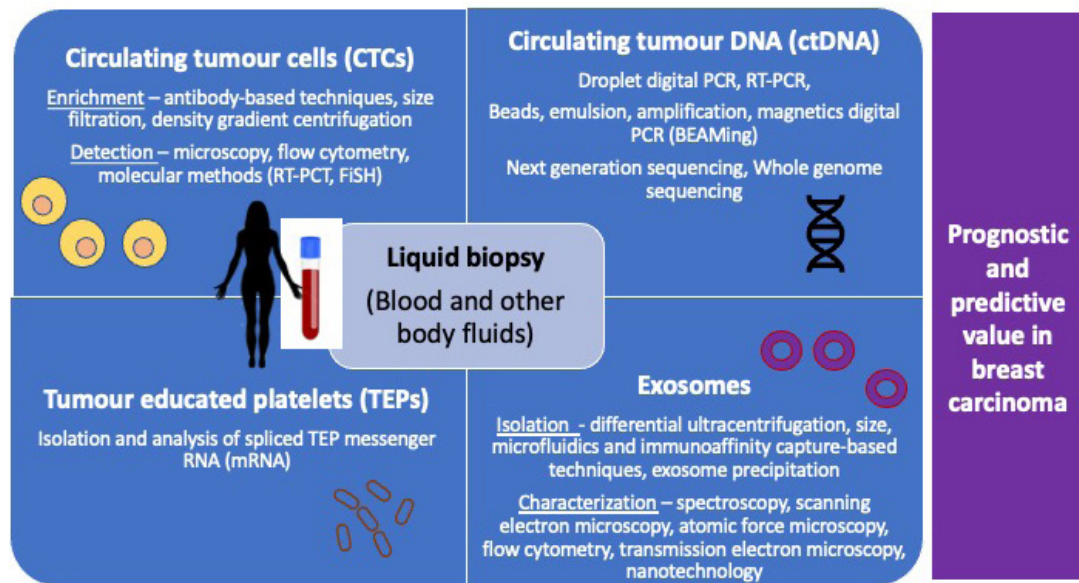 Circulating tumour cells (CTCs)
Enrichment – antibody-based techniques, size
filtration, density gradient centrifugation
Detection – microscopy, flow cytometry,
molecular methods (RT-PCT, FiSH)
Circulating tumour DNA (ctDNA)
Droplet digital PCR, RT-PCR,
Beads, emulsion, amplification, magnetics digital
PCR (BEAMing)
Next generation sequencing, Whole genome
sequencing
Liquid biopsy
(Blood and other
body fluids)
Tumour educated platelets (TEPs)
Isolation and analysis of spliced TEP messenger
RNA (mRNA)
Exosomes
Isolation - differential ultracentrifugation, size,
microfluidics and immunoaffinity capture-based
techniques, exosome precipitation
Characterization – spectroscopy, scanning
electron microscopy, atomic force microscopy,
flow cytometry, transmission electron microscopy,
nanotechnology
Prognostic
and
predictive
value in
breast
carcinoma